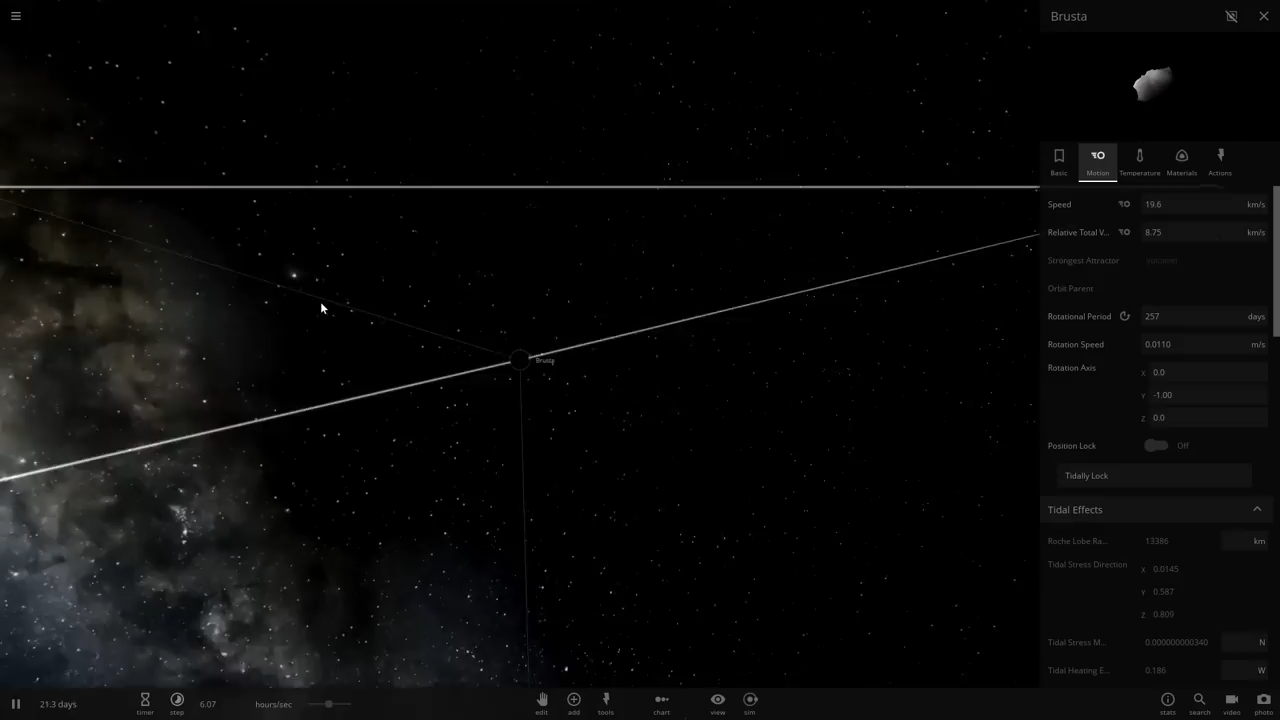 Brusta
Basic Motion Temperature Materials Actions
Speed 19.6 km/s
Relative Total V... 8.75 km/s
Strongest Attractor
Orbit Parent
Rotational Period 257 days
Rotation Speed 0.0110 m/s
Rotation Axis X 0.0
Y -1.00
Z 0.0
Position Lock Off
Tidally Lock
Tidal Effects
Roche Lobe Ra... 13386 km
Tidal Stress Direction X 0.0145
Y 0.587
Z 0.809
Tidal Stress M... 0.000000000340 N
Tidal Heating E... 0.186 W
Brusta
21.3 days timer step 6.07 hours/sec edit add tools chart view sim stats search video photo